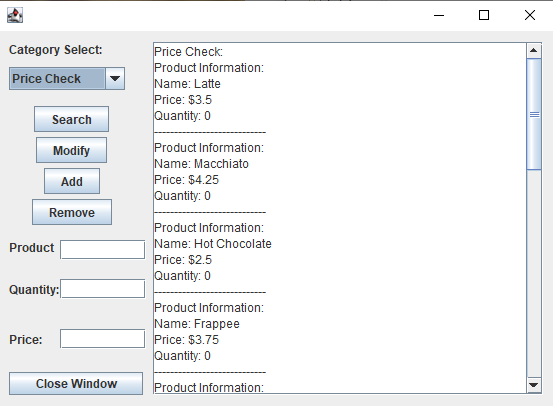 Category Select:
Price Check
Search
Modify
Add
Remove
Product
Quantity:
Price:
Close Window
Price Check:
Product Information:
Name: Latte
Price: $3.5
Quantity: 0
----------------------------
Product Information:
Name: Macchiato
Price: $4.25
Quantity: 0
----------------------------
Product Information:
Name: Hot Chocolate
Price: $2.5
Quantity: 0
----------------------------
Product Information:
Name: Frappee
Price: $3.75
Quantity: 0
----------------------------
Product Information: